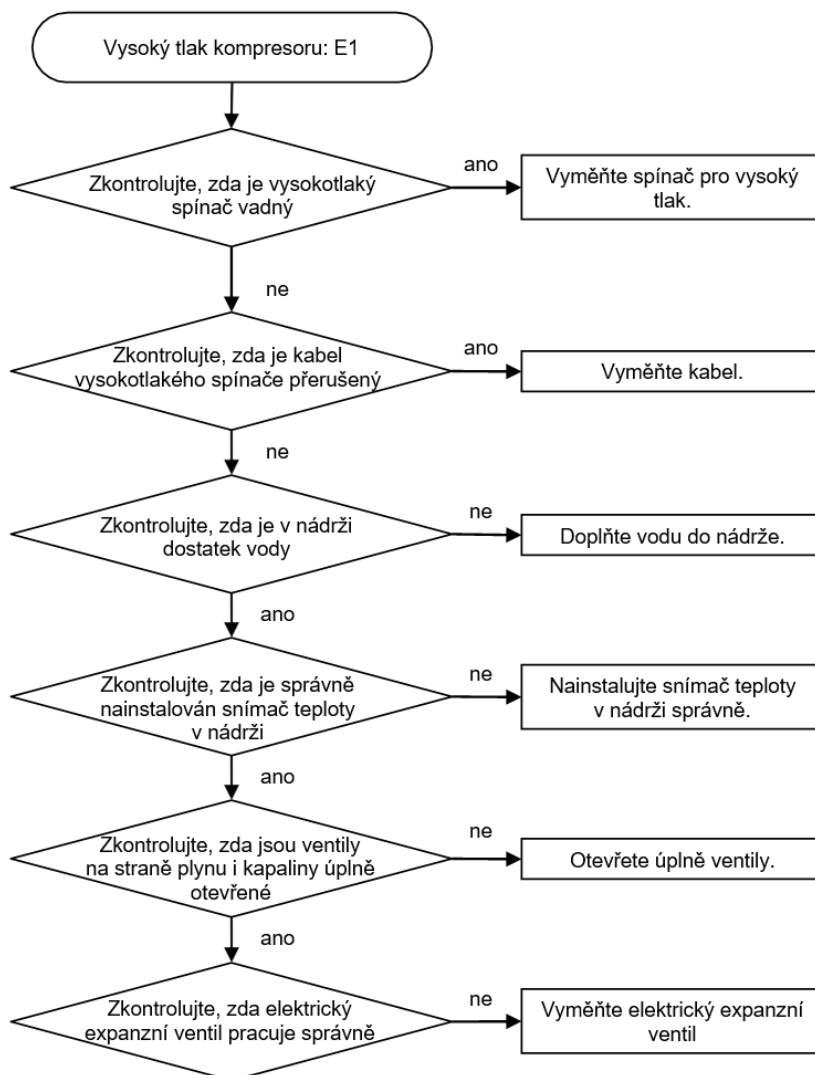 Vysoký tlak kompresoru: E1
ano
Zkontrolujte, zda je vysokotlaký
spínač vadný
Vyměňte spínač pro vysoký
tlak.
ne
Zkontrolujte, zda je kabel
vysokotlakého spínače přerušený
ano
Vyměňte kabel.
ne
Zkontrolujte, zda je v nádrži
dostatek vody
ne
Doplňte vodu do nádrže.
ano
Zkontrolujte, zda je správně
nainstalován snímač teploty
v nádrži
ne
Nainstalujte snímač teploty
v nádrži správně.
ano
Zkontrolujte, zda jsou ventily
na straně plynu i kapaliny úplně
otevřené
ne
Otevřete úplně ventily.
ano
Zkontrolujte, zda elektrický
expanzní ventil pracuje správně
ne
Vyměňte elektrický expanzní
ventil